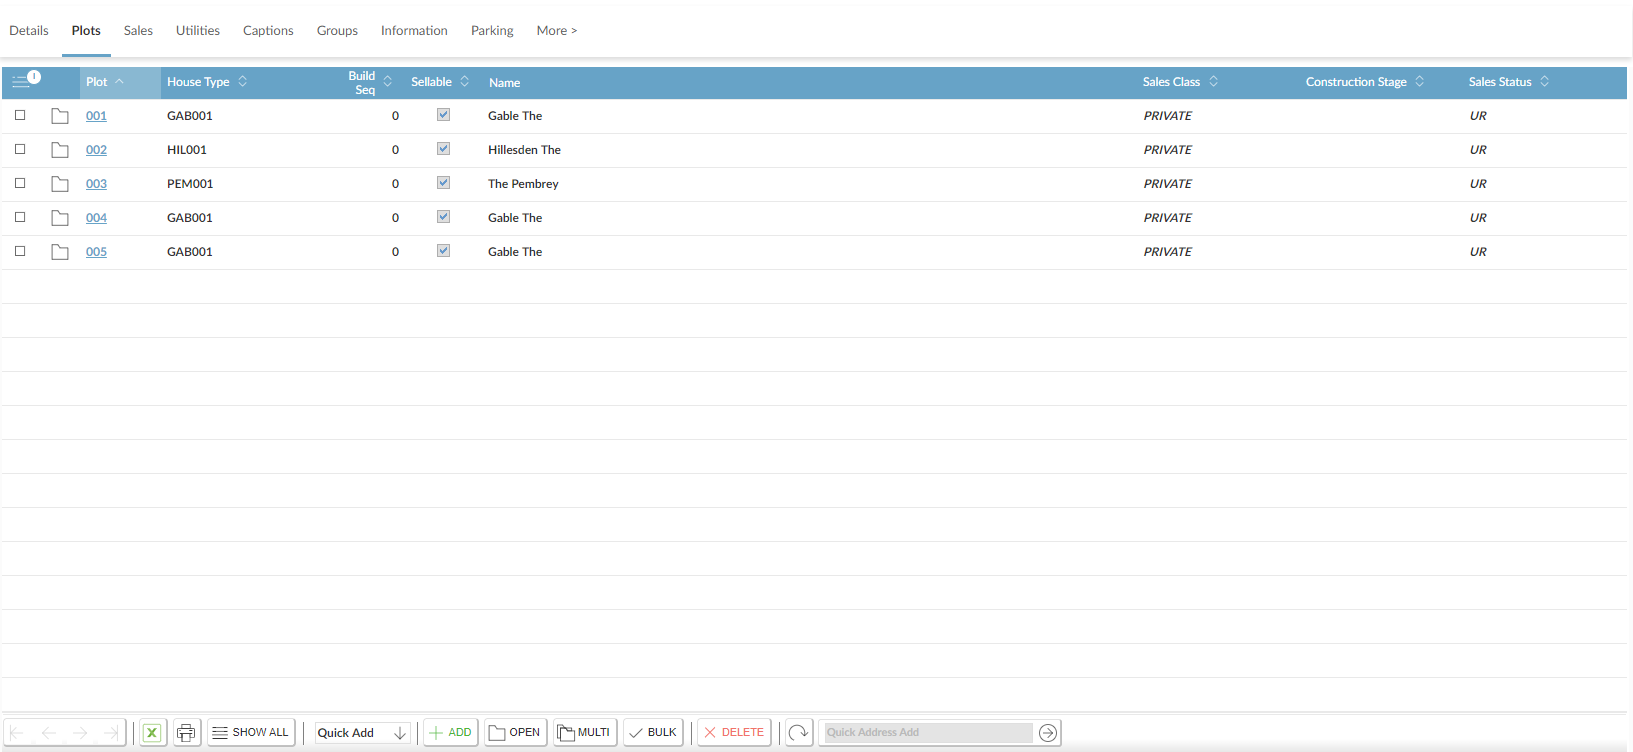 Details Plots Sales Utilities Captions Groups Information Parking More >
1 Plot House Type Build Seq Sellable Name Sales Class Construction Stage Sales Status
001 GAB001 0 Gable The PRIVATE UR
002 HIL001 0 Hillesden The PRIVATE UR
003 PEM001 0 The Pembrey PRIVATE UR
004 GAB001 0 Gable The PRIVATE UR
005 GAB001 0 Gable The PRIVATE UR
X SHOW ALL Quick Add ADD OPEN MULTI BULK DELETE Quick Address Add